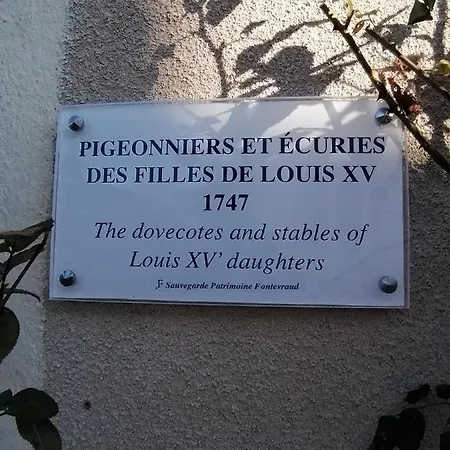 PIGEONNIERS ET ÉCURIES
DES FILLES DE LOUIS XV
1747
The dovecotes and stables of
Louis XV' daughters
Sauvegarde Patrimoine Fontevraud